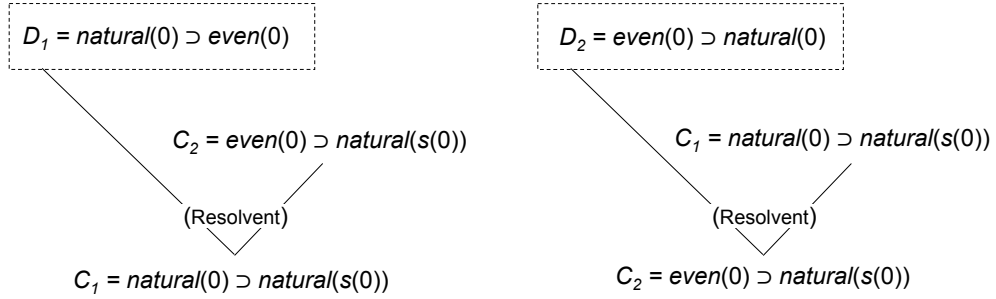 D₁ = natural(0) ⊃ even(0)
C₂ = even(0) ⊃ natural(s(0))
(Resolvent)
C₁ = natural(0) ⊃ natural(s(0))
D₂ = even(0) ⊃ natural(0)
C₁ = natural(0) ⊃ natural(s(0))
(Resolvent)
C₂ = even(0) ⊃ natural(s(0))